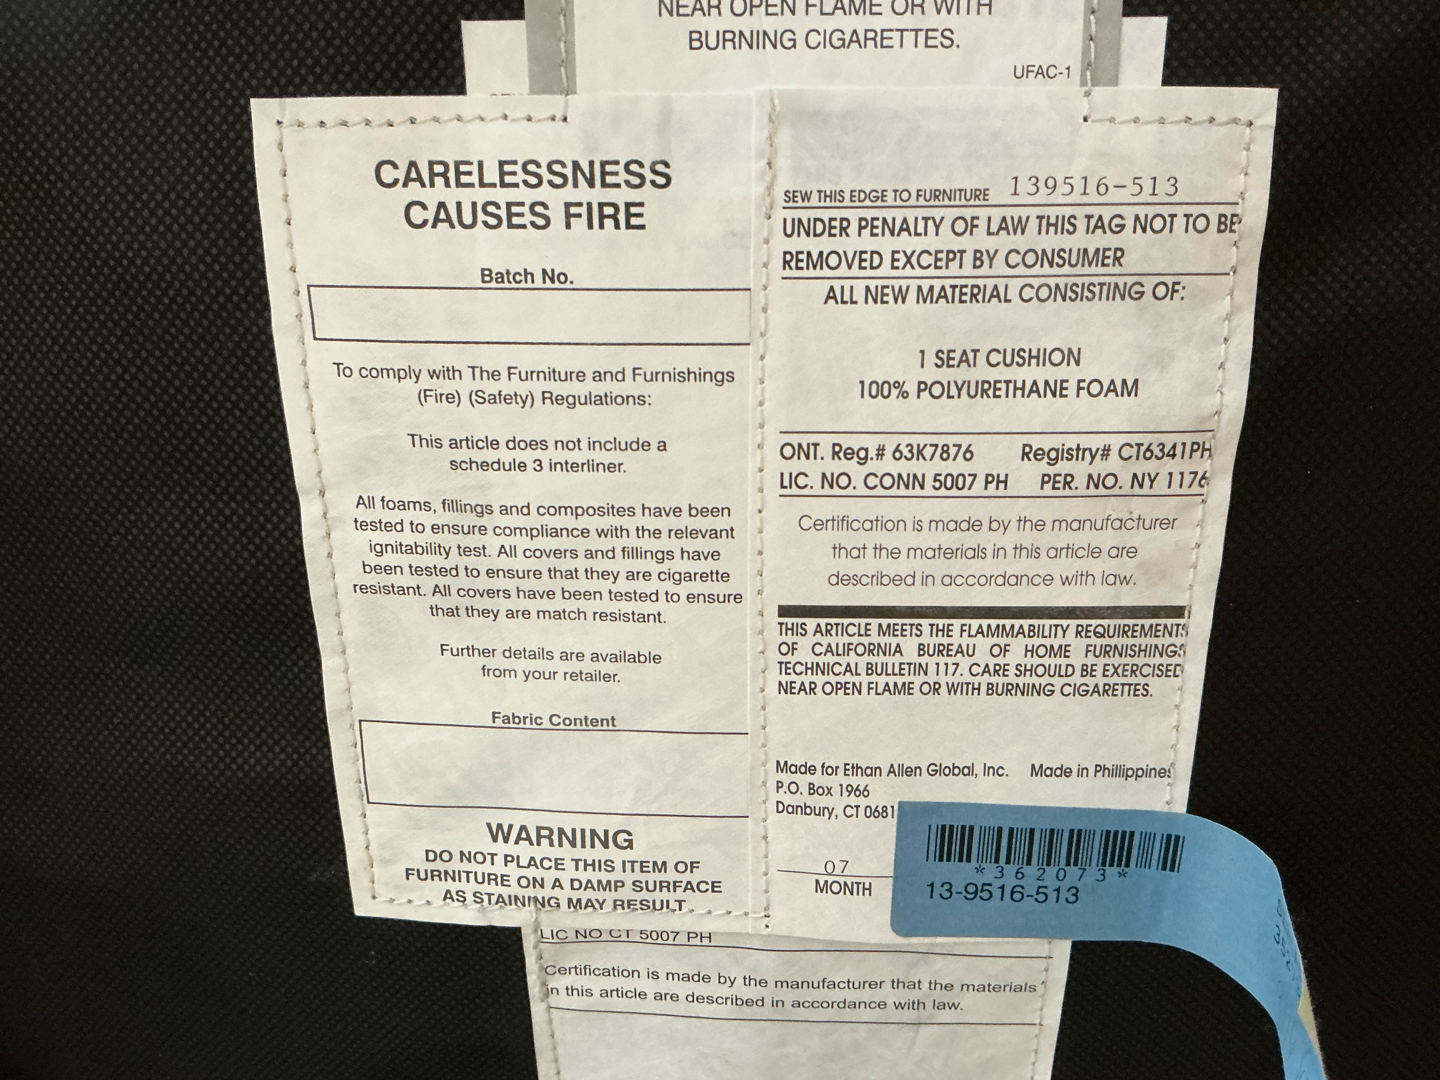 NEAR OPEN FLAME OR WITH
BURNING CIGARETTES.
UFAC-1
CARELESSNESS
CAUSES FIRE
Batch No.
To comply with The Furniture and Furnishings
(Fire) (Safety) Regulations:
This article does not include a
schedule 3 interliner.
All foams, fillings and composites have been
tested to ensure compliance with the relevant
ignitability test. All covers and fillings have
been tested to ensure that they are cigarette
resistant. All covers have been tested to ensure
that they are match resistant.
Further details are available
from your retailer.
Fabric Content
WARNING
DO NOT PLACE THIS ITEM OF
FURNITURE ON A DAMP SURFACE
AS STAINING MAY RESULT.
SEW THIS EDGE TO FURNITURE 139516-513
UNDER PENALTY OF LAW THIS TAG NOT TO BE
REMOVED EXCEPT BY CONSUMER
ALL NEW MATERIAL CONSISTING OF:
1 SEAT CUSHION
100% POLYURETHANE FOAM
ONT. Reg.# 63K7876 Registry# CT6341PH
LIC. NO. CONN 5007 PH PER. NO. NY 1176
Certification is made by the manufacturer
that the materials in this article are
described in accordance with law.
THIS ARTICLE MEETS THE FLAMMABILITY REQUIREMENTS
OF CALIFORNIA BUREAU OF HOME FURNISHINGS
TECHNICAL BULLETIN 117. CARE SHOULD BE EXERCISED
NEAR OPEN FLAME OR WITH BURNING CIGARETTES.
Made for Ethan Allen Global, Inc. Made in Phillippines
P.O. Box 1966
Danbury, CT 0681
07
MONTH
*362073*
13-9516-513
LIC NO CT 5007 PH
Certification is made by the manufacturer that the materials
in this article are described in accordance with law.